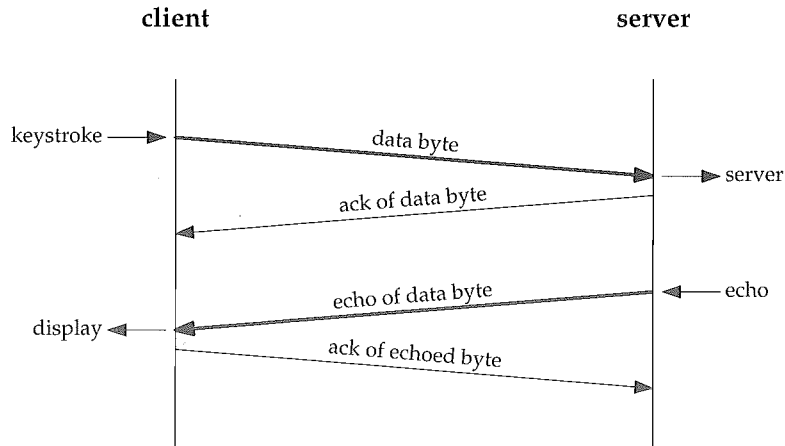 client server
keystroke
data byte
server
ack of data byte
echo of data byte
echo
display
ack of echoed byte